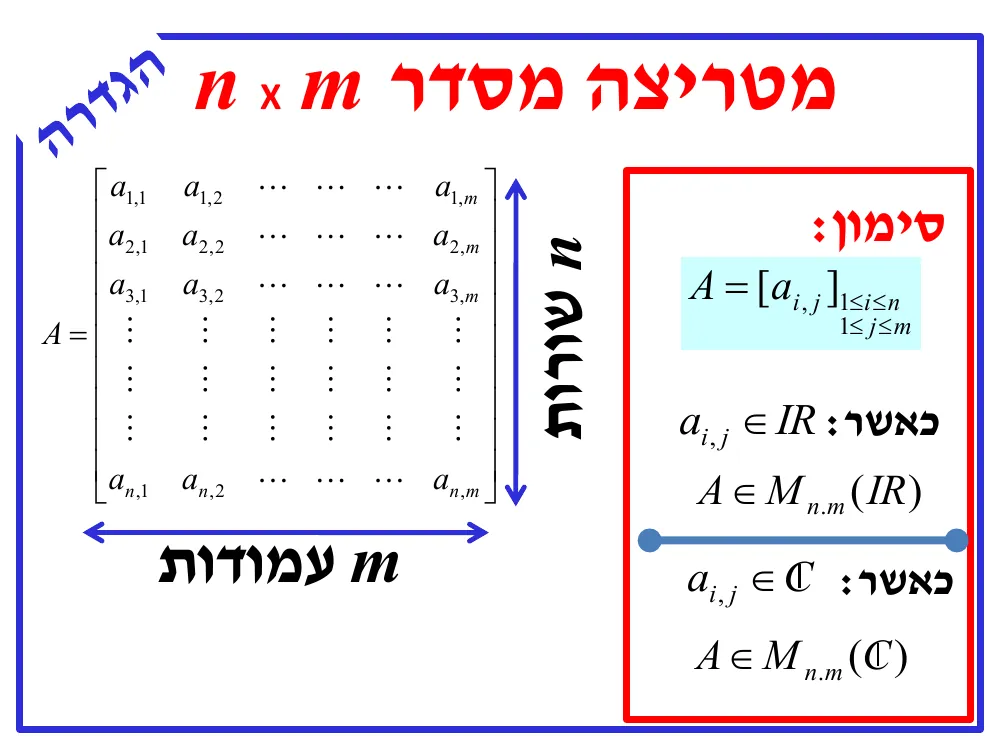 הגדרה
מטריצה מסדר n x m
A = [
a1,1 a1,2 ⋯ ⋯ ⋯ a1,m
a2,1 a2,2 ⋯ ⋯ ⋯ a2,m
a3,1 a3,2 ⋯ ⋯ ⋯ a3,m
⋮ ⋮ ⋮ ⋮ ⋮ ⋮
⋮ ⋮ ⋮ ⋮ ⋮ ⋮
⋮ ⋮ ⋮ ⋮ ⋮ ⋮
an,1 an,2 ⋯ ⋯ ⋯ an,m
]
n שורות
m עמודות
סימון:
A = [ai,j] 1≤i≤n
1≤j≤m
כאשר: ai,j ∈ IR
A ∈ Mn.m(IR)
כאשר: ai,j ∈ ℂ
A ∈ Mn.m(ℂ)